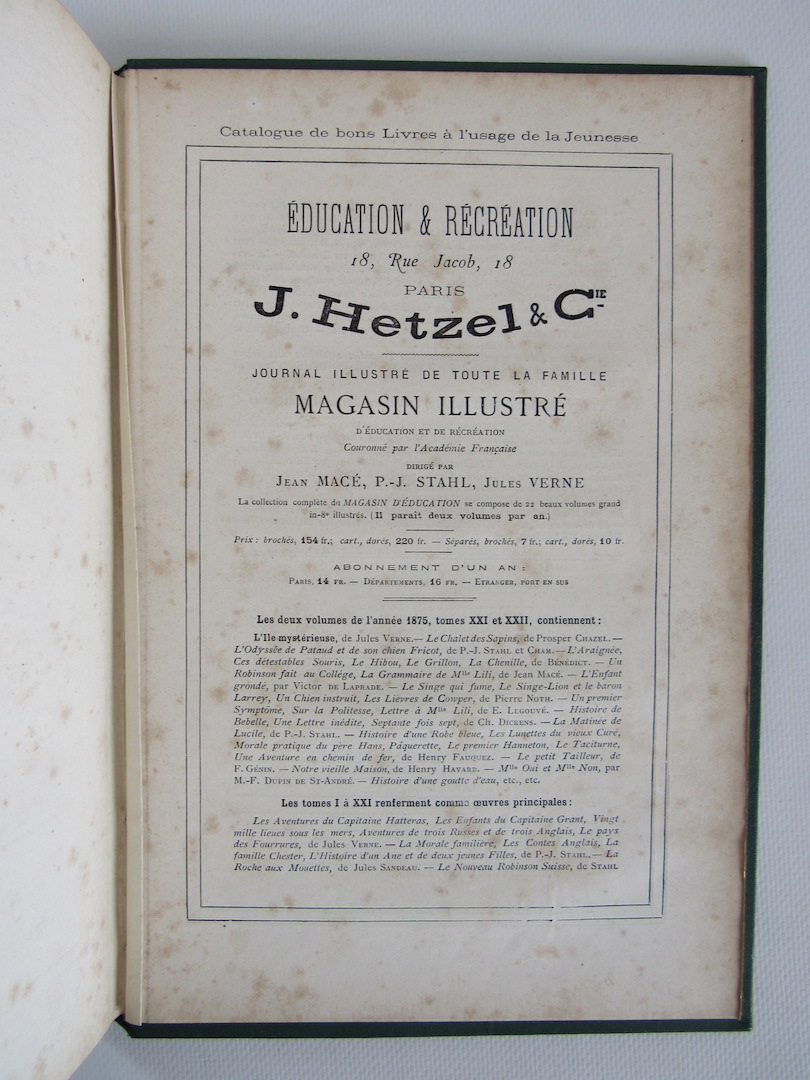 Catalogue de bons Livres à l'usage de la Jeunesse
ÉDUCATION & RÉCRÉATION
18, Rue Jacob, 18
PARIS
J. Hetzel & CIE
JOURNAL ILLUSTRÉ DE TOUTE LA FAMILLE
MAGASIN ILLUSTRÉ
D'ÉDUCATION ET DE RÉCRÉATION
Couronné par l'Académie Française
DIRIGÉ PAR
JEAN MACÉ, P.-J. STAHL, JULES VERNE
La collection complète du MAGASIN D'ÉDUCATION se compose de 22 beaux volumes grand
in-8° illustrés. (Il paraît deux volumes par an.)
Prix : brochés, 154 fr.; cart., dorés, 220 fr. — Séparés, brochés, 7 fr.; cart., dorés, 10 fr.
ABONNEMENT D'UN AN :
PARIS, 14 FR. — DÉPARTEMENTS, 16 FR. — ETRANGER, PORT EN SUS
Les deux volumes de l'année 1875, tomes XXI et XXII, contiennent :
L'Ile mystérieuse, de Jules VERNE. — Le Chalet des Sapins, de Prosper CHAZEL. —
L'Odyssée de Pataud et de son chien Fricot, de P.-J. STAHL et CHAM. — L'Araignée,
Ces détestables Souris, Le Hibou, Le Grillon, La Chenille, de BÉNÉDICT. — Un
Robinson fait au Collège, La Grammaire de Mlle Lili, de Jean MACÉ. — L'Enfant
grondé, par Victor DE LAPRADE. — Le Singe qui fume, Le Singe-Lion et le baron
Larrey, Un Chien instruit, Les Lièvres de Cowper, de Pierre NOTH. — Un premier
Symptôme, Sur la Politesse, Lettre à Mlle Lili, de E. LEGOUVÉ. — Histoire de
Bebelle, Une Lettre inédite, Septante fois sept, de Ch. DICKENS. — La Matinée de
Lucile, de P.-J. STAHL. — Histoire d'une Robe bleue, Les Lunettes du vieux Curé,
Morale pratique du père Hans, Pâquerette, Le premier Hanneton, Le Taciturne,
Une Aventure en chemin de fer, de Henry FAUQUEZ. — Le petit Tailleur, de
F. GÉNIN. — Notre vieille Maison, de Henry HAVARD. — Mlle Oui et Mlle Non, par
M.-F. DUPIN DE ST-ANDRÉ. — Histoire d'une goutte d'eau, etc., etc.
Les tomes I à XXI renferment comme œuvres principales :
Les Aventures du Capitaine Hatteras, Les Enfants du Capitaine Grant, Vingt
mille lieues sous les mers, Aventures de trois Russes et de trois Anglais, Le pays
des Fourrures, de Jules VERNE. — La Morale familière, Les Contes Anglais, La
famille Chester, L'Histoire d'un Ane et de deux jeunes Filles, de P.-J. STAHL. — La
Roche aux Mouettes, de Jules SANDEAU. — Le Nouveau Robinson Suisse, de STAHL